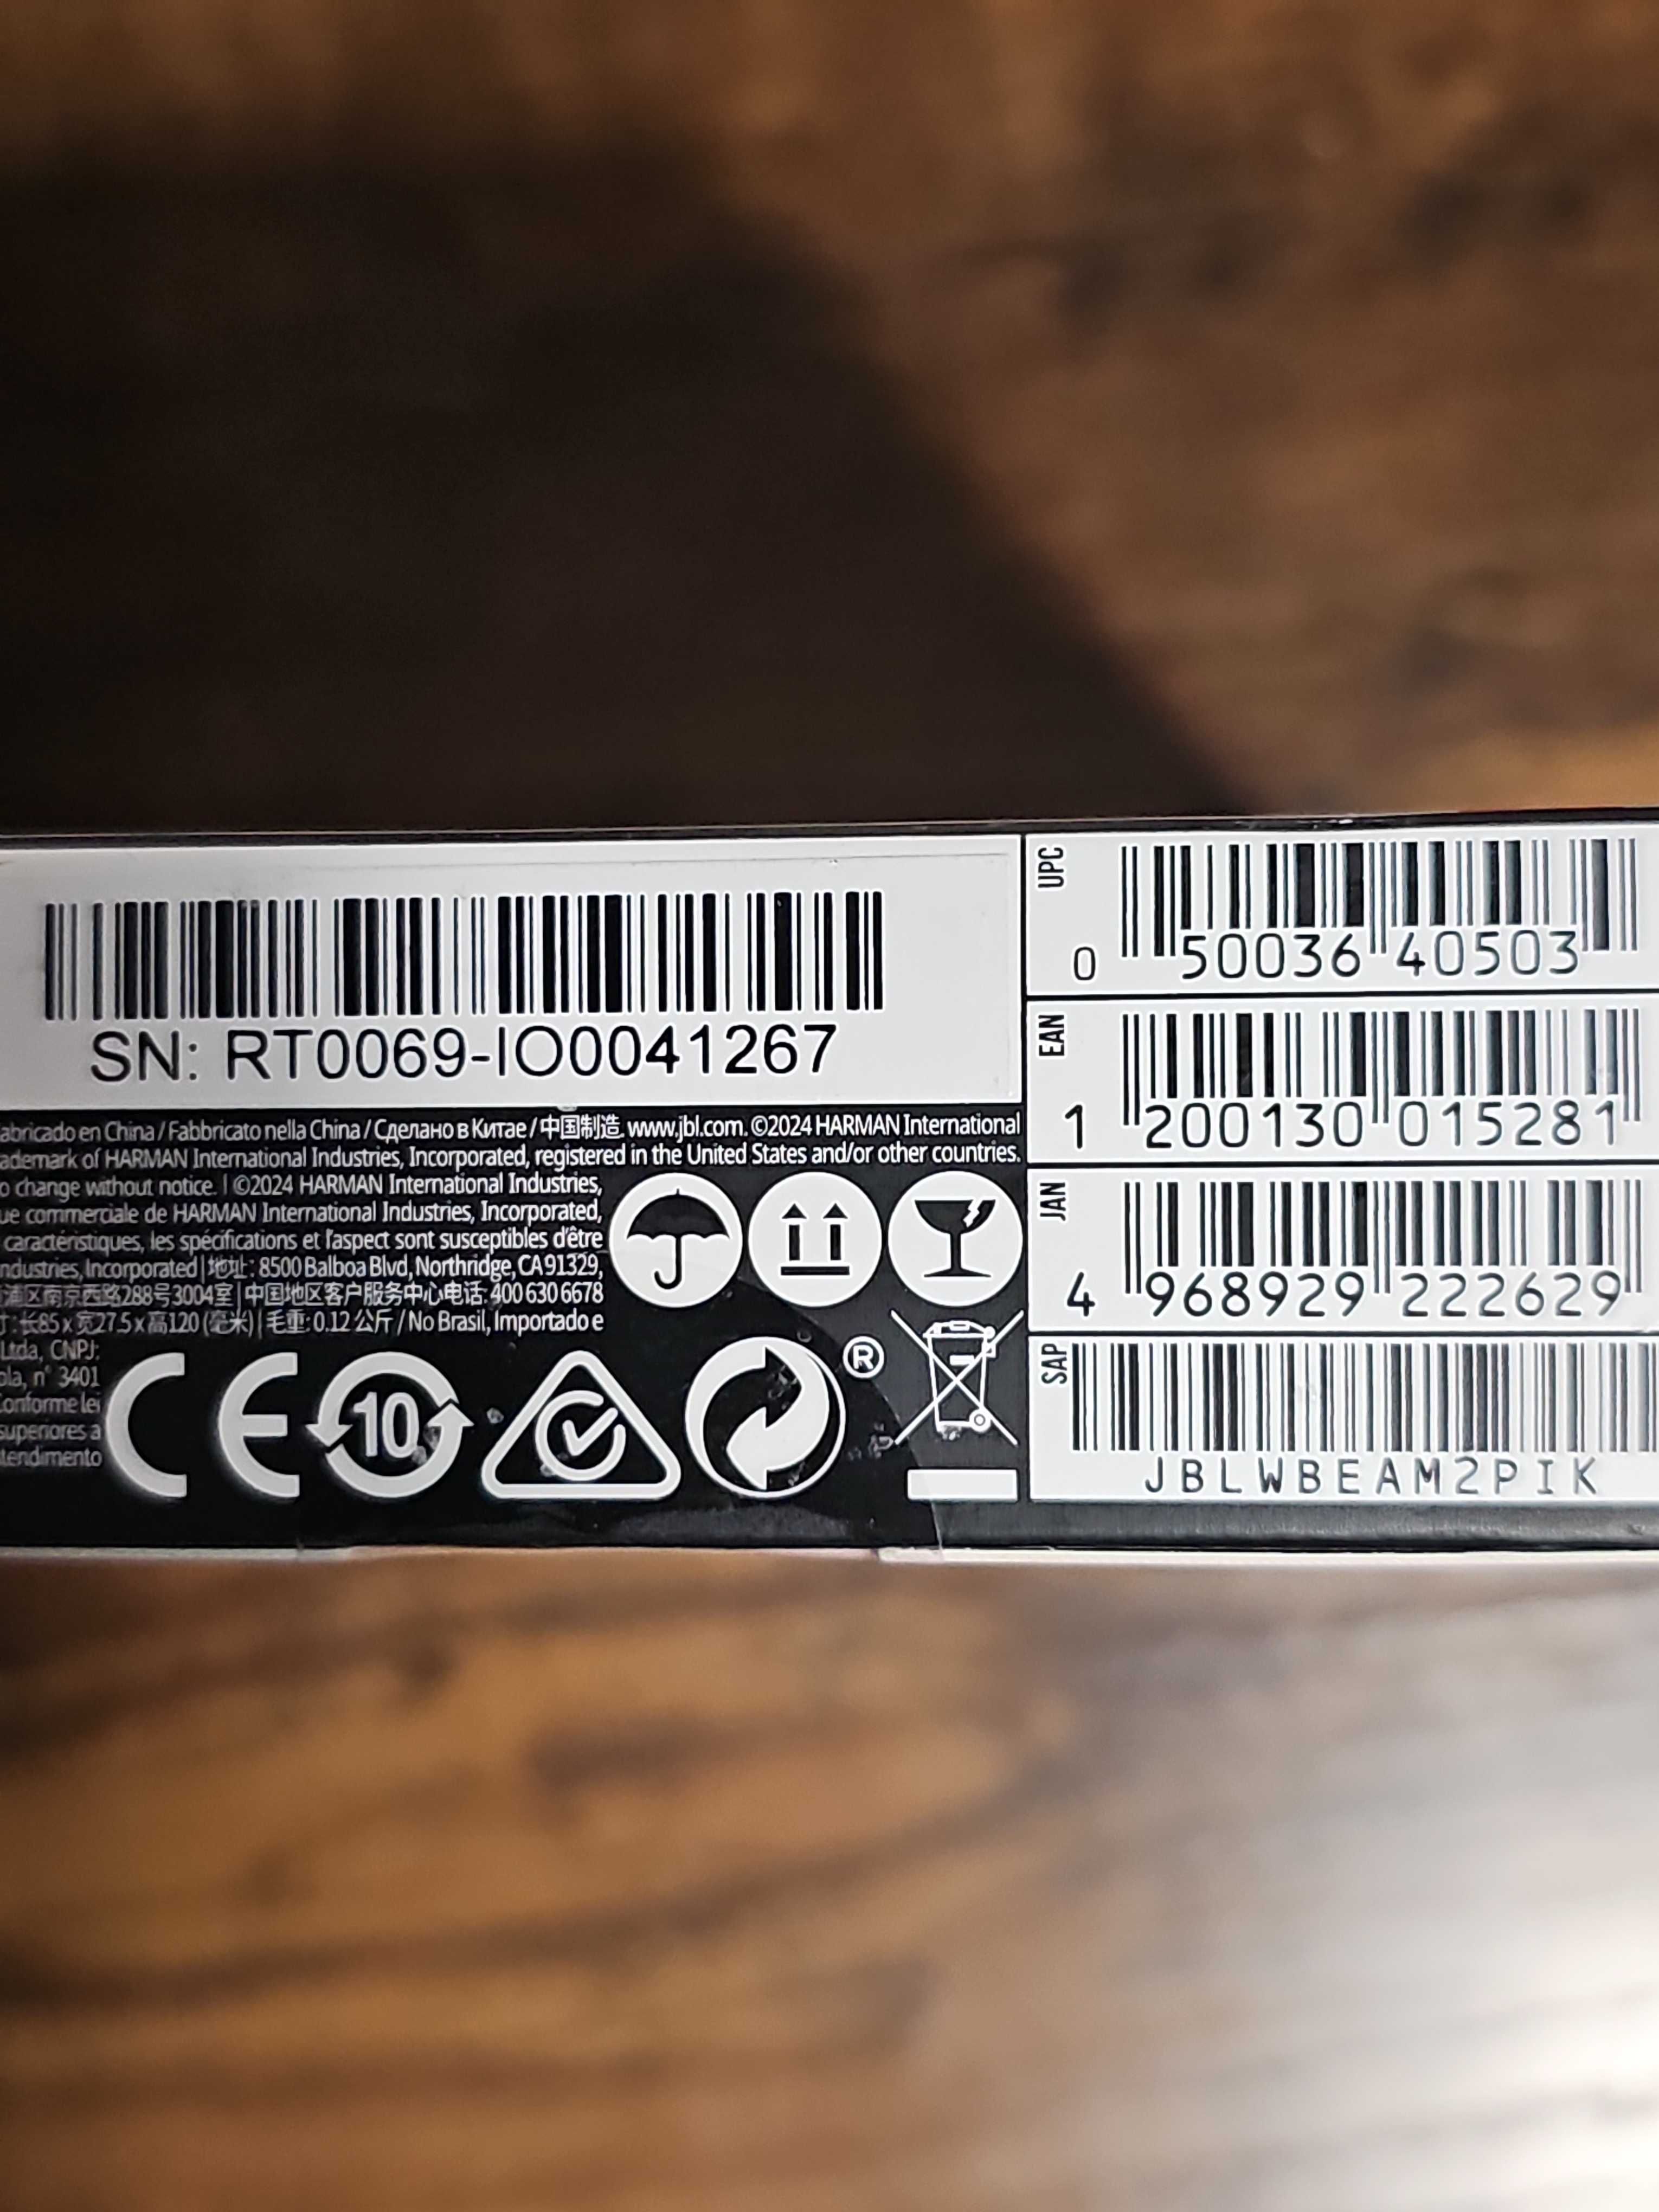 SN: RT0069-IO0041267
abricado en China / Fabbricato nella China / Сделано в Китае / 中国制造 www.jbl.com. ©2024 HARMAN International
ademark of HARMAN International Industries, Incorporated, registered in the United States and/or other countries.
o change without notice. | ©2024 HARMAN International Industries,
ue commerciale de HARMAN International Industries, Incorporated,
caractéristiques, les spécifications et l'aspect sont susceptibles d'être
ndustries, Incorporated | 地址: 8500 Balboa Blvd, Northridge, CA 91329,
浦区南京西路288号3004室 | 中国地区客户服务中心电话: 400 630 6678
长85 x 宽27.5 x 高120 (毫米) | 毛重: 0.12 公斤 / No Brasil, Importado e
Ltda, CNPJ:
ola, n° 3401
Conforme lei
superiores a
tendimento
CE
10
®
UPC
0 50036 40503
EAN
1 200130 015281
JAN
4 968929 222629
SAP
JBLWBEAM2PIK